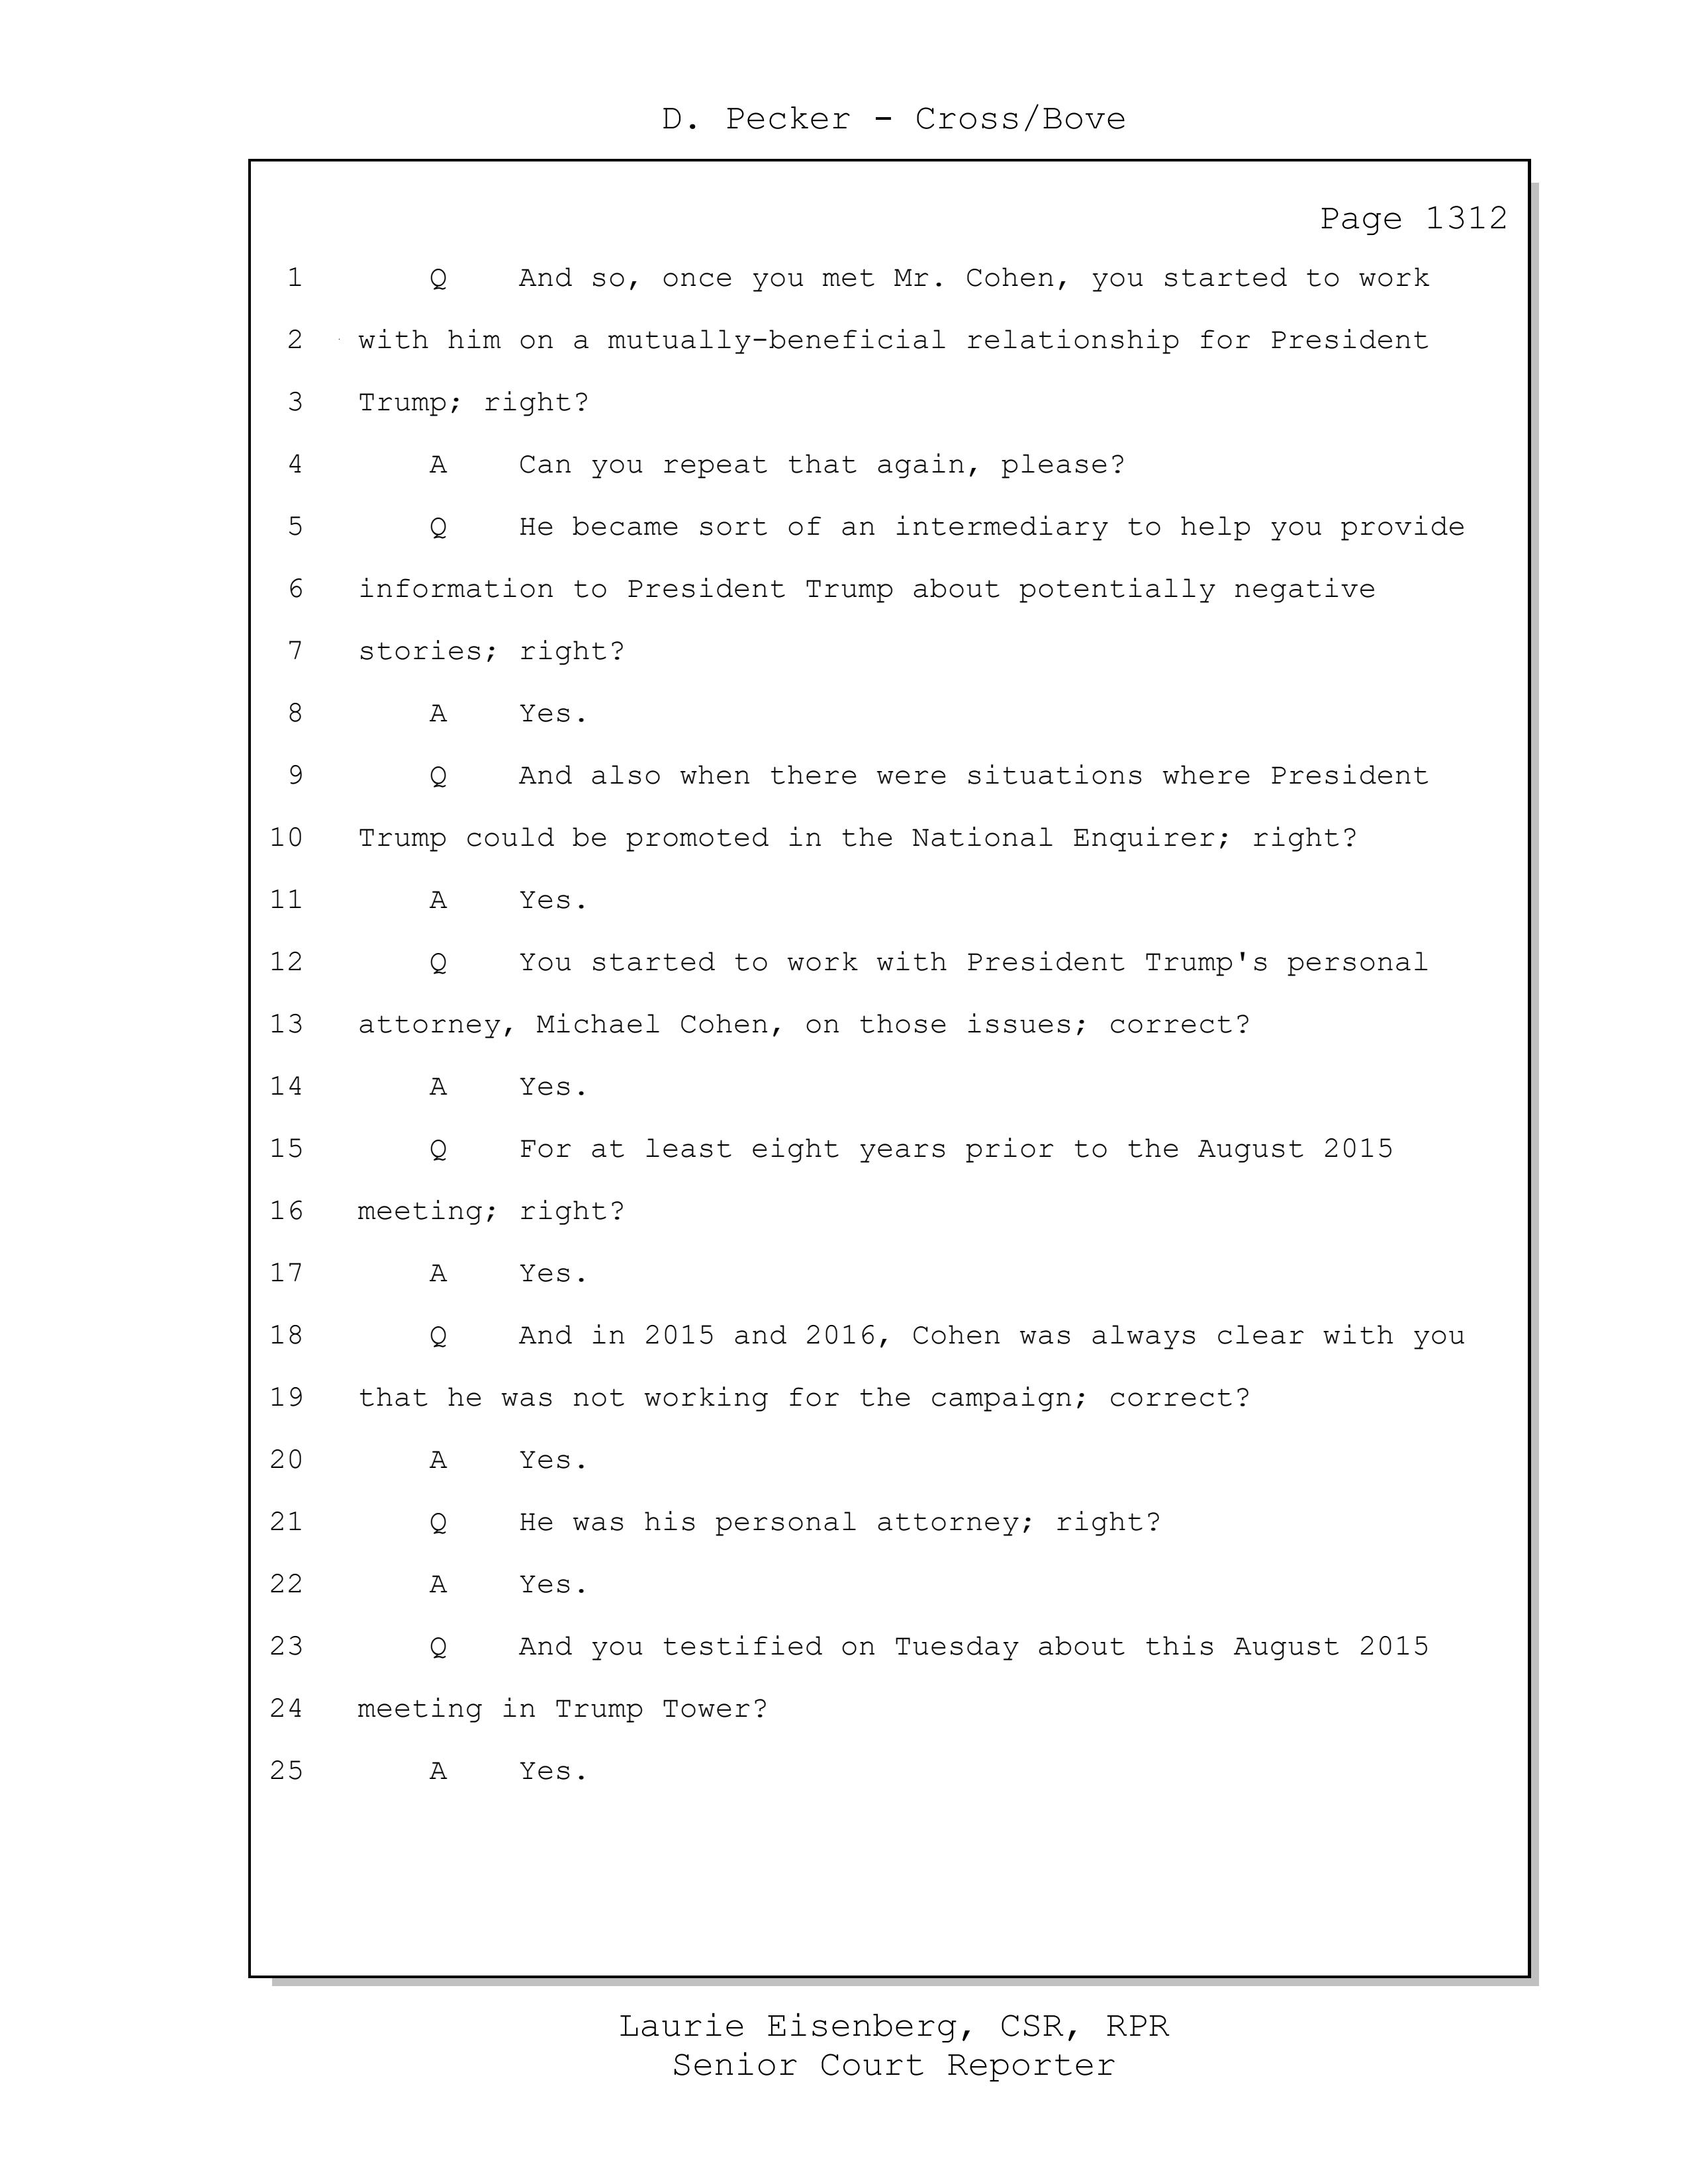 D. Pecker - Cross/Bove
Page 1312
1 Q And so, once you met Mr. Cohen, you started to work
2 with him on a mutually-beneficial relationship for President
3 Trump; right?
4 A Can you repeat that again, please?
5 Q He became sort of an intermediary to help you provide
6 information to President Trump about potentially negative
7 stories; right?
8 A Yes.
9 Q And also when there were situations where President
10 Trump could be promoted in the National Enquirer; right?
11 A Yes.
12 Q You started to work with President Trump's personal
13 attorney, Michael Cohen, on those issues; correct?
14 A Yes.
15 Q For at least eight years prior to the August 2015
16 meeting; right?
17 A Yes.
18 Q And in 2015 and 2016, Cohen was always clear with you
19 that he was not working for the campaign; correct?
20 A Yes.
21 Q He was his personal attorney; right?
22 A Yes.
23 Q And you testified on Tuesday about this August 2015
24 meeting in Trump Tower?
25 A Yes.
Laurie Eisenberg, CSR, RPR
Senior Court Reporter